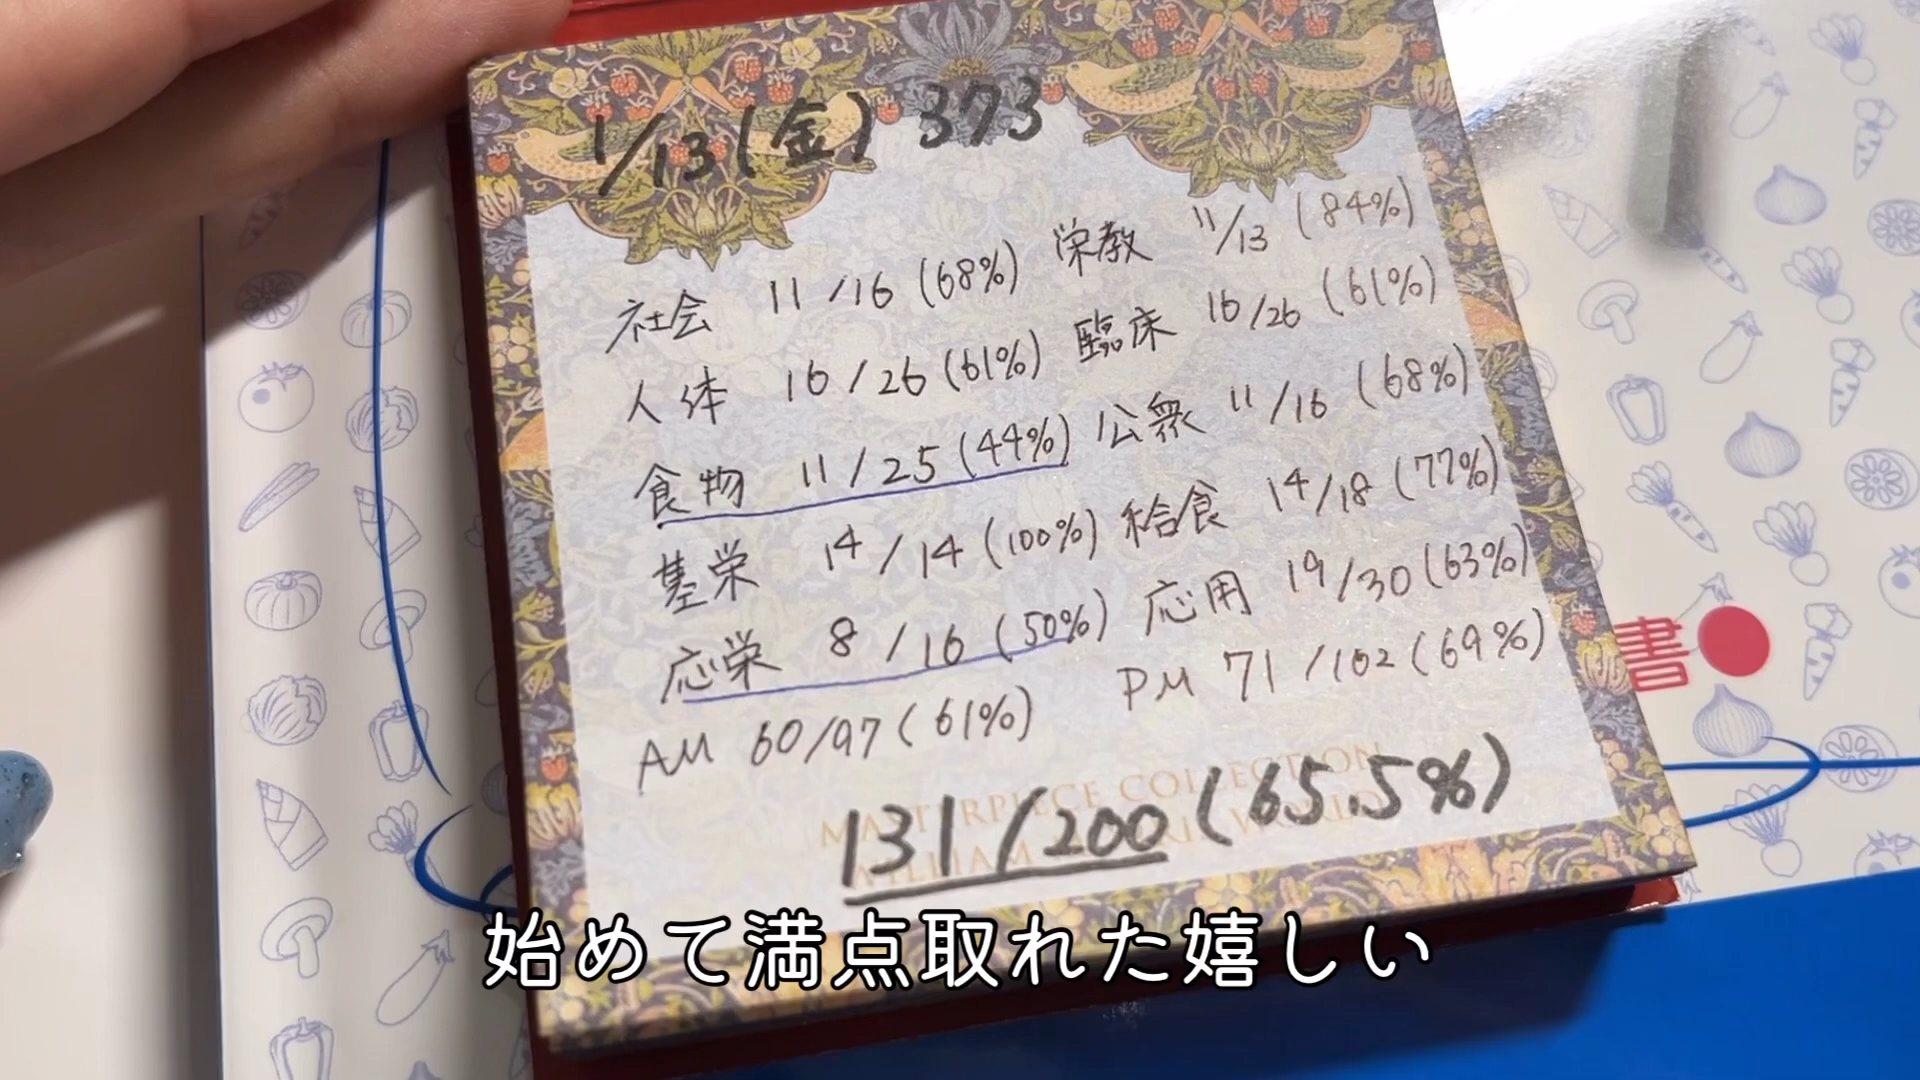 1/13(金) 373
社会 11/16(68%) 栄教 11/13(84%)
人体 16/26(61%) 臨床 16/26(61%)
食物 11/25(44%) 公衆 11/16(68%)
基栄 14/14(100%) 給食 14/18(77%)
応栄 8/16(50%) 応用 19/30(63%)
AM 60/97(61%) PM 71/102(69%)
131/200(65.5%)
書
始めて満点取れた嬉しい